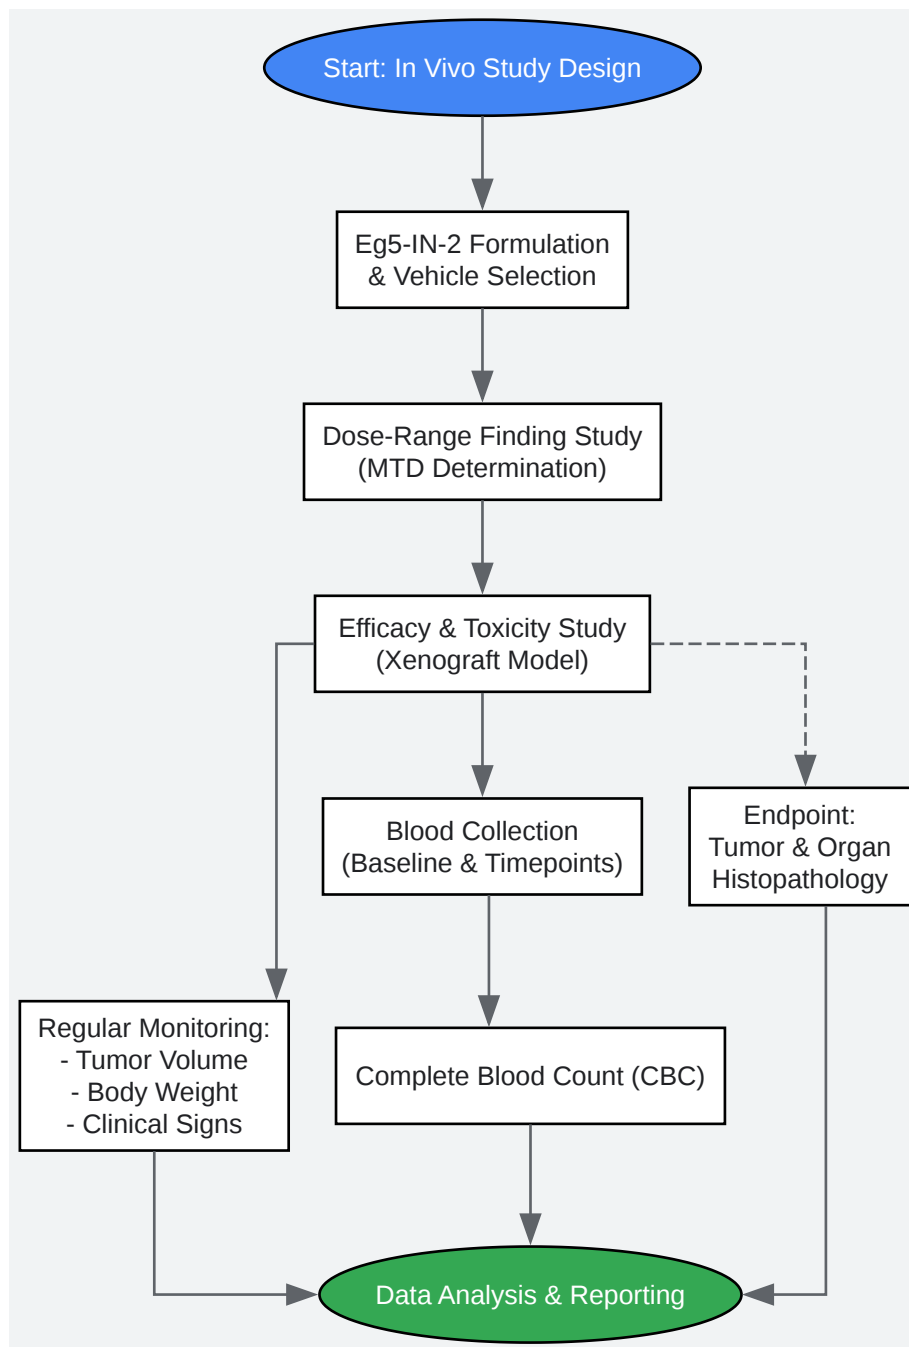 Start: In Vivo Study Design
Eg5-IN-2 Formulation
& Vehicle Selection
Dose-Range Finding Study
(MTD Determination)
Efficacy & Toxicity Study
(Xenograft Model)
Blood Collection
(Baseline & Timepoints)
Endpoint:
Tumor & Organ
Histopathology
Regular Monitoring:
- Tumor Volume
- Body Weight
- Clinical Signs
Complete Blood Count (CBC)
Data Analysis & Reporting